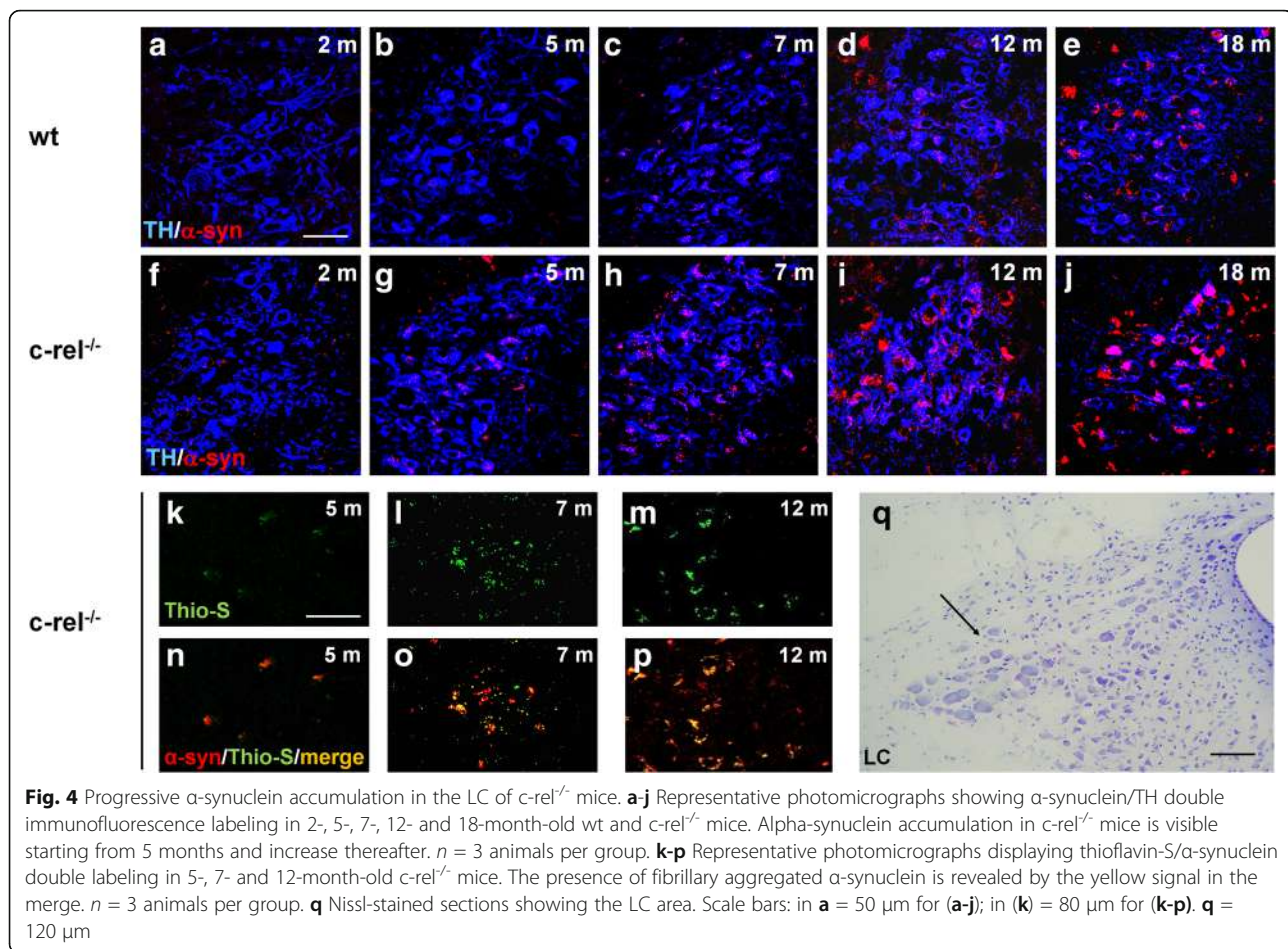 a 2 m b 5 m c 7 m d 12 m e 18 m
wt
TH/α-syn
f 2 m g 5 m h 7 m i 12 m j 18 m
c-rel-/-
TH/α-syn
k 5 m l 7 m m 12 m q
Thio-S
c-rel-/-
n 5 m o 7 m p 12 m
α-syn/Thio-S/merge
LC
Fig. 4 Progressive α-synuclein accumulation in the LC of c-rel-/- mice. a-j Representative photomicrographs showing α-synuclein/TH double
immunofluorescence labeling in 2-, 5-, 7-, 12- and 18-month-old wt and c-rel-/- mice. Alpha-synuclein accumulation in c-rel-/- mice is visible
starting from 5 months and increase thereafter. n = 3 animals per group. k-p Representative photomicrographs displaying thioflavin-S/α-synuclein
double labeling in 5-, 7- and 12-month-old c-rel-/- mice. The presence of fibrillary aggregated α-synuclein is revealed by the yellow signal in the
merge. n = 3 animals per group. q Nissl-stained sections showing the LC area. Scale bars: in a = 50 μm for (a-j); in (k) = 80 μm for (k-p). q =
120 μm